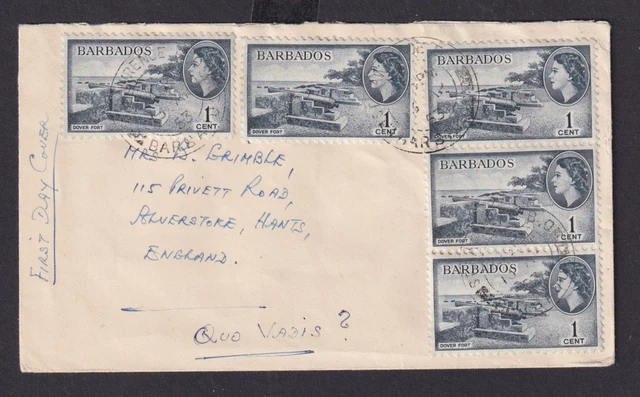 BARBADOS
1
CENT
DOVER FORT
BARBADOS
1
CENT
DOVER FORT
BARBADOS
1
CENT
DOVER FORT
BARBADOS
1
CENT
DOVER FORT
BARBADOS
1
CENT
DOVER FORT
FIRST DAY COVER
GRIMBLE,
115 PRIVETT ROAD,
ALVERSTOKE, HANTS,
ENGLAND.
QUO VADIS?